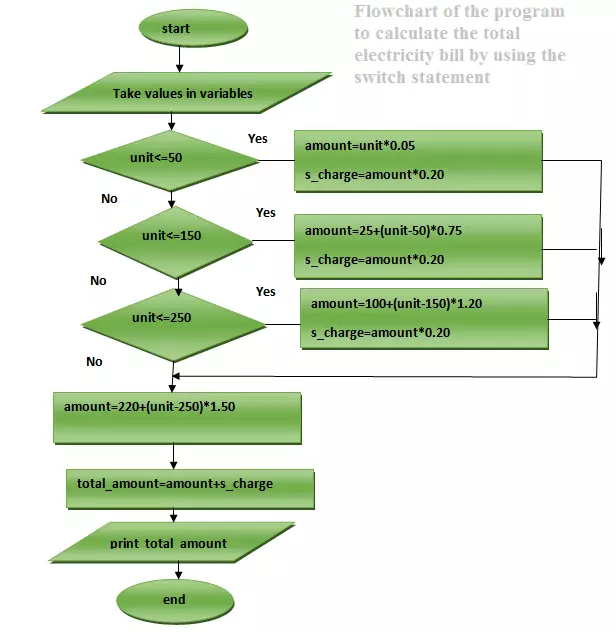 Flowchart of the program
to calculate the total
electricity bill by using the
switch statement
start
Take values in variables
unit<=50
Yes
amount=unit*0.05
s_charge=amount*0.20
No
unit<=150
Yes
amount=25+(unit-50)*0.75
s_charge=amount*0.20
No
unit<=250
Yes
amount=100+(unit-150)*1.20
s_charge=amount*0.20
No
amount=220+(unit-250)*1.50
total_amount=amount+s_charge
print total amount
end